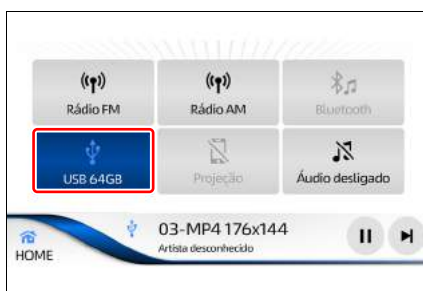 Rádio FM
Rádio AM
Bluetooth
USB 64GB
Projeção
Áudio desligado
HOME
03-MP4 176x144
Artista desconhecido